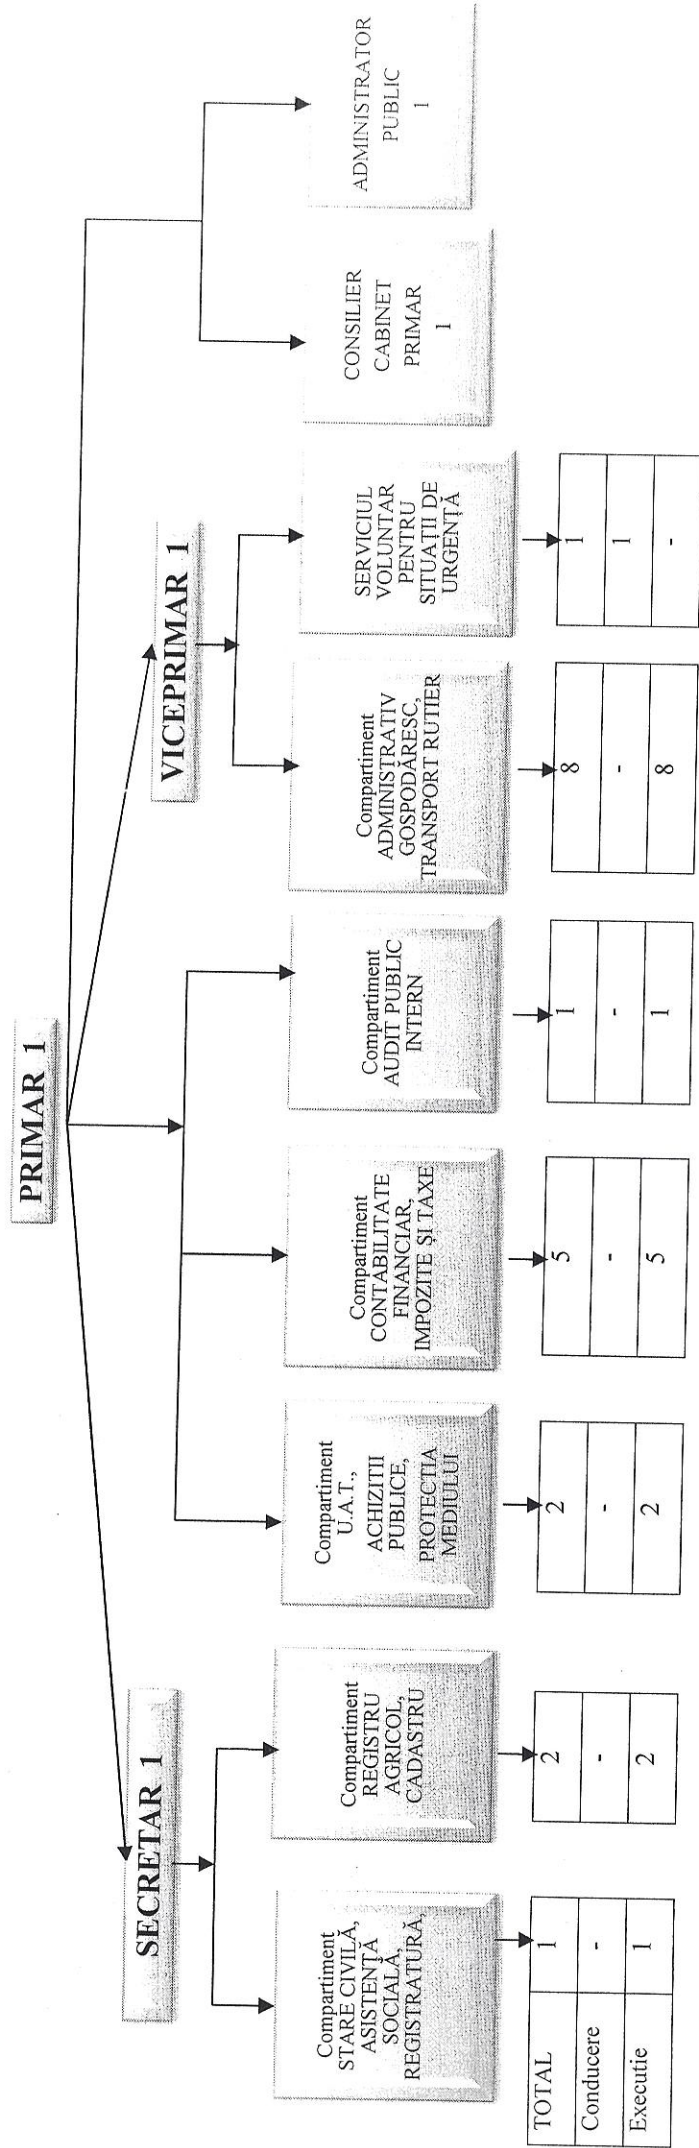 PRIMAR 1
SECRETAR 1
VICEPRIMAR 1
Compartiment
STARE CIVILĂ,
ASISTENȚĂ
SOCIALĂ,
REGISTRATURĂ,
Compartiment
REGISTRU
AGRICOL,
CADASTRU
Compartiment
U.A.T.,
ACHIZITII
PUBLICE,
PROTECTIA
MEDIULUI
Compartiment
CONTABILITATE
FINANCIAR,
IMPOZITE ȘI TAXE
Compartiment
AUDIT PUBLIC
INTERN
Compartiment
ADMINISTRATIV
GOSPODĂRESC,
TRANSPORT RUTIER
SERVICIUL
VOLUNTAR
PENTRU
SITUAȚII DE
URGENȚĂ
CONSILIER
CABINET
PRIMAR
1
ADMINISTRATOR
PUBLIC
1
TOTAL 1 2 2 5 1 8 1
Conducere - - - - - - 1
Executie 1 2 2 5 1 8 -